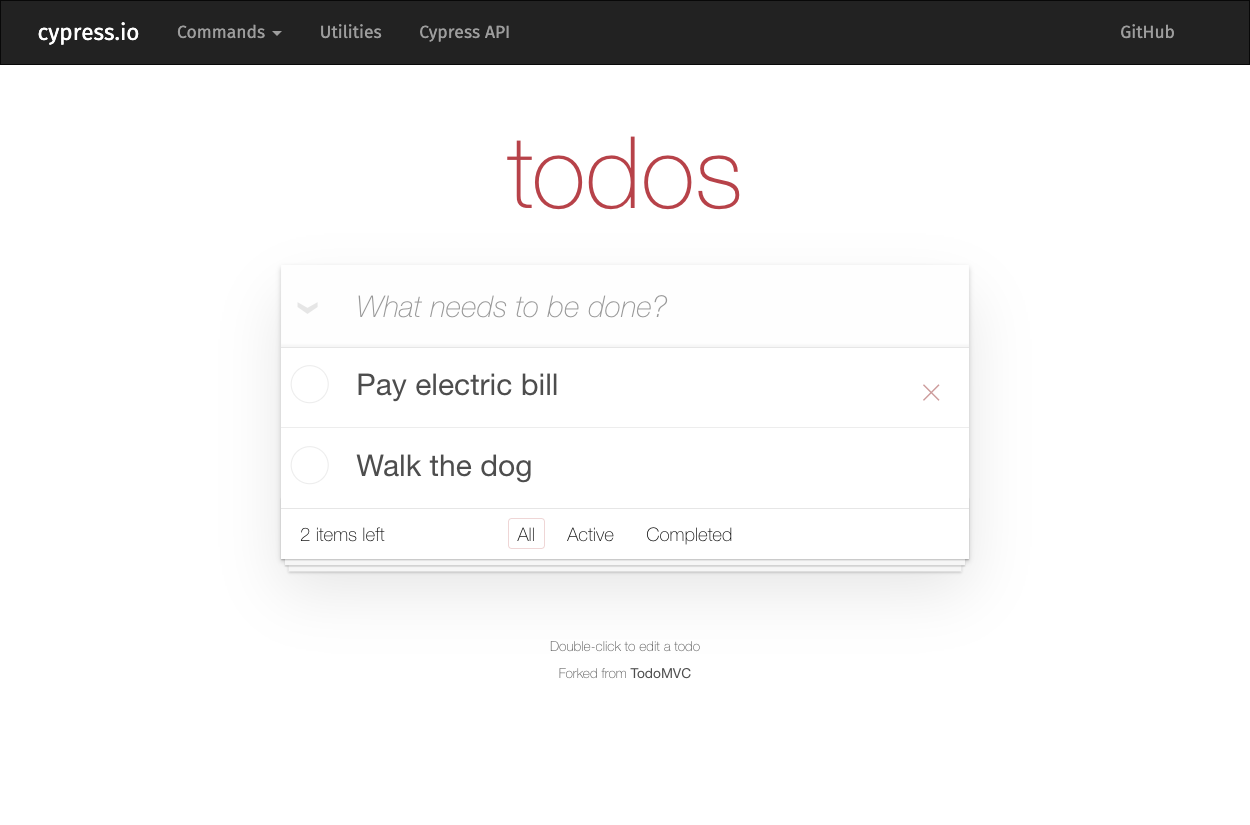 cypress.io Commands Utilities Cypress API GitHub
todos
What needs to be done?
Pay electric bill
Walk the dog
2 items left All Active Completed
Double-click to edit a todo
Forked from TodoMVC